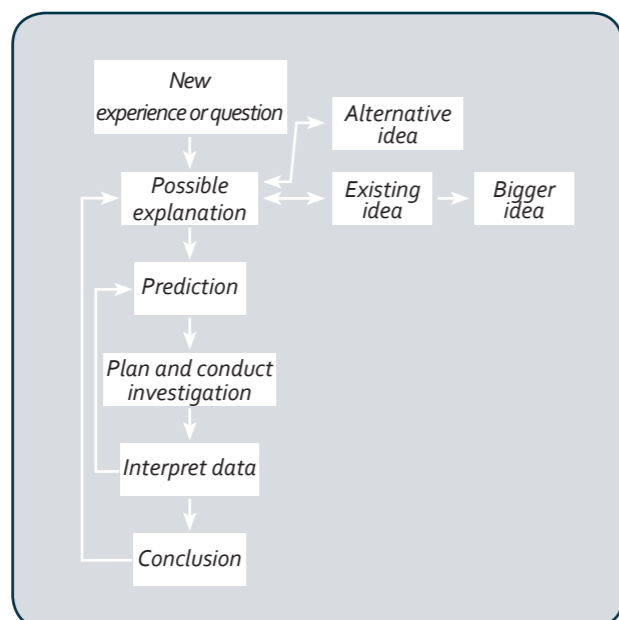 New
experience or question
Alternative
idea
Possible
explanation
Existing
idea
Bigger
idea
Prediction
Plan and conduct
investigation
Interpret data
Conclusion